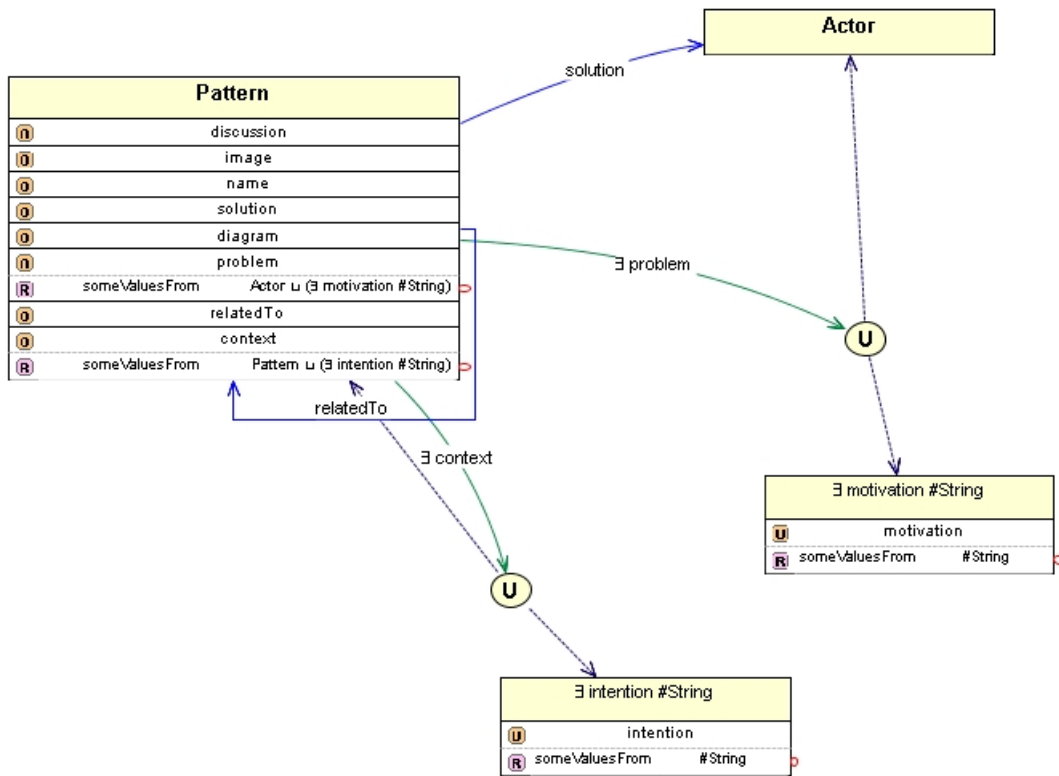 Actor
solution
Pattern
O discussion
O image
O name
O solution
O diagram
∃ problem
O problem
R someValuesFrom Actor ⊔ (∃ motivation #String)
O relatedTo
O context
U
R someValuesFrom Pattern ⊔ (∃ intention #String)
relatedTo
∃ context
∃ motivation #String
U motivation
R someValuesFrom #String
U
∃ intention #String
U intention
R someValuesFrom #String